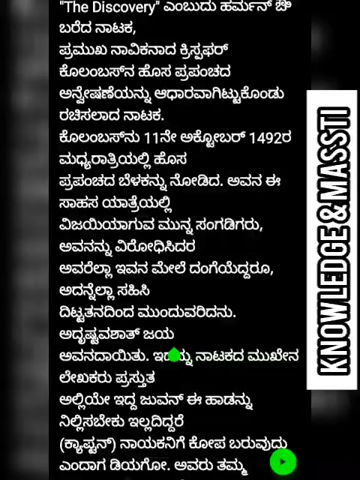 "The Discovery" ಎಂಬುದು ಹರ್ಮನ್ ಔ
ಬರೆದ ನಾಟಕ,
ಪ್ರಮುಖ ನಾವಿಕನಾದ ಕ್ರಿಸ್ಟಫರ್
ಕೊಲಂಬಸ್‌ನ ಹೊಸ ಪ್ರಪಂಚದ
ಅನ್ವೇಷಣೆಯನ್ನು ಆಧಾರವಾಗಿಟ್ಟುಕೊಂಡು
ರಚಿಸಲಾದ ನಾಟಕ.
ಕೊಲಂಬಸ್‌ನು 11ನೇ ಅಕ್ಟೋಬರ್ 1492ರ
ಮಧ್ಯರಾತ್ರಿಯಲ್ಲಿ ಹೊಸ
ಪ್ರಪಂಚದ ಬೆಳಕನ್ನು ನೋಡಿದ. ಅವನ ಈ
ಸಾಹಸ ಯಾತ್ರೆಯಲ್ಲಿ
ವಿಜಯಿಯಾಗುವ ಮುನ್ನ ಸಂಗಡಿಗರು,
ಅವನನ್ನು ವಿರೋಧಿಸಿದರ
ಅವರೆಲ್ಲಾ ಇವನ ಮೇಲೆ ದಂಗೆಯೆದ್ದರೂ,
ಅದನ್ನೆಲ್ಲಾ ಸಹಿಸಿ
ದಿಟ್ಟತನದಿಂದ ಮುಂದುವರಿದನು.
ಅದೃಷ್ಟವಶಾತ್ ಜಯ
ಅವನದಾಯಿತು. ನಾಟಕದ ಮುಖೇನ
ಲೇಖಕರು ಪ್ರಸ್ತುತ
ಅಲ್ಲಿಯೇ ಇದ್ದ ಜುವನ್ ಈ ಹಾಡನ್ನು
ನಿಲ್ಲಿಸಬೇಕು ಇಲ್ಲದಿದ್ದರೆ
(ಕ್ಯಾಪ್ಟನ್) ನಾಯಕನಿಗೆ ಕೋಪ ಬರುವುದು
ಎಂದಾಗ ಡಿಯಗೋ. ಅವರು ತಮ್ಮ
KNOWLEDGE & MASSTI